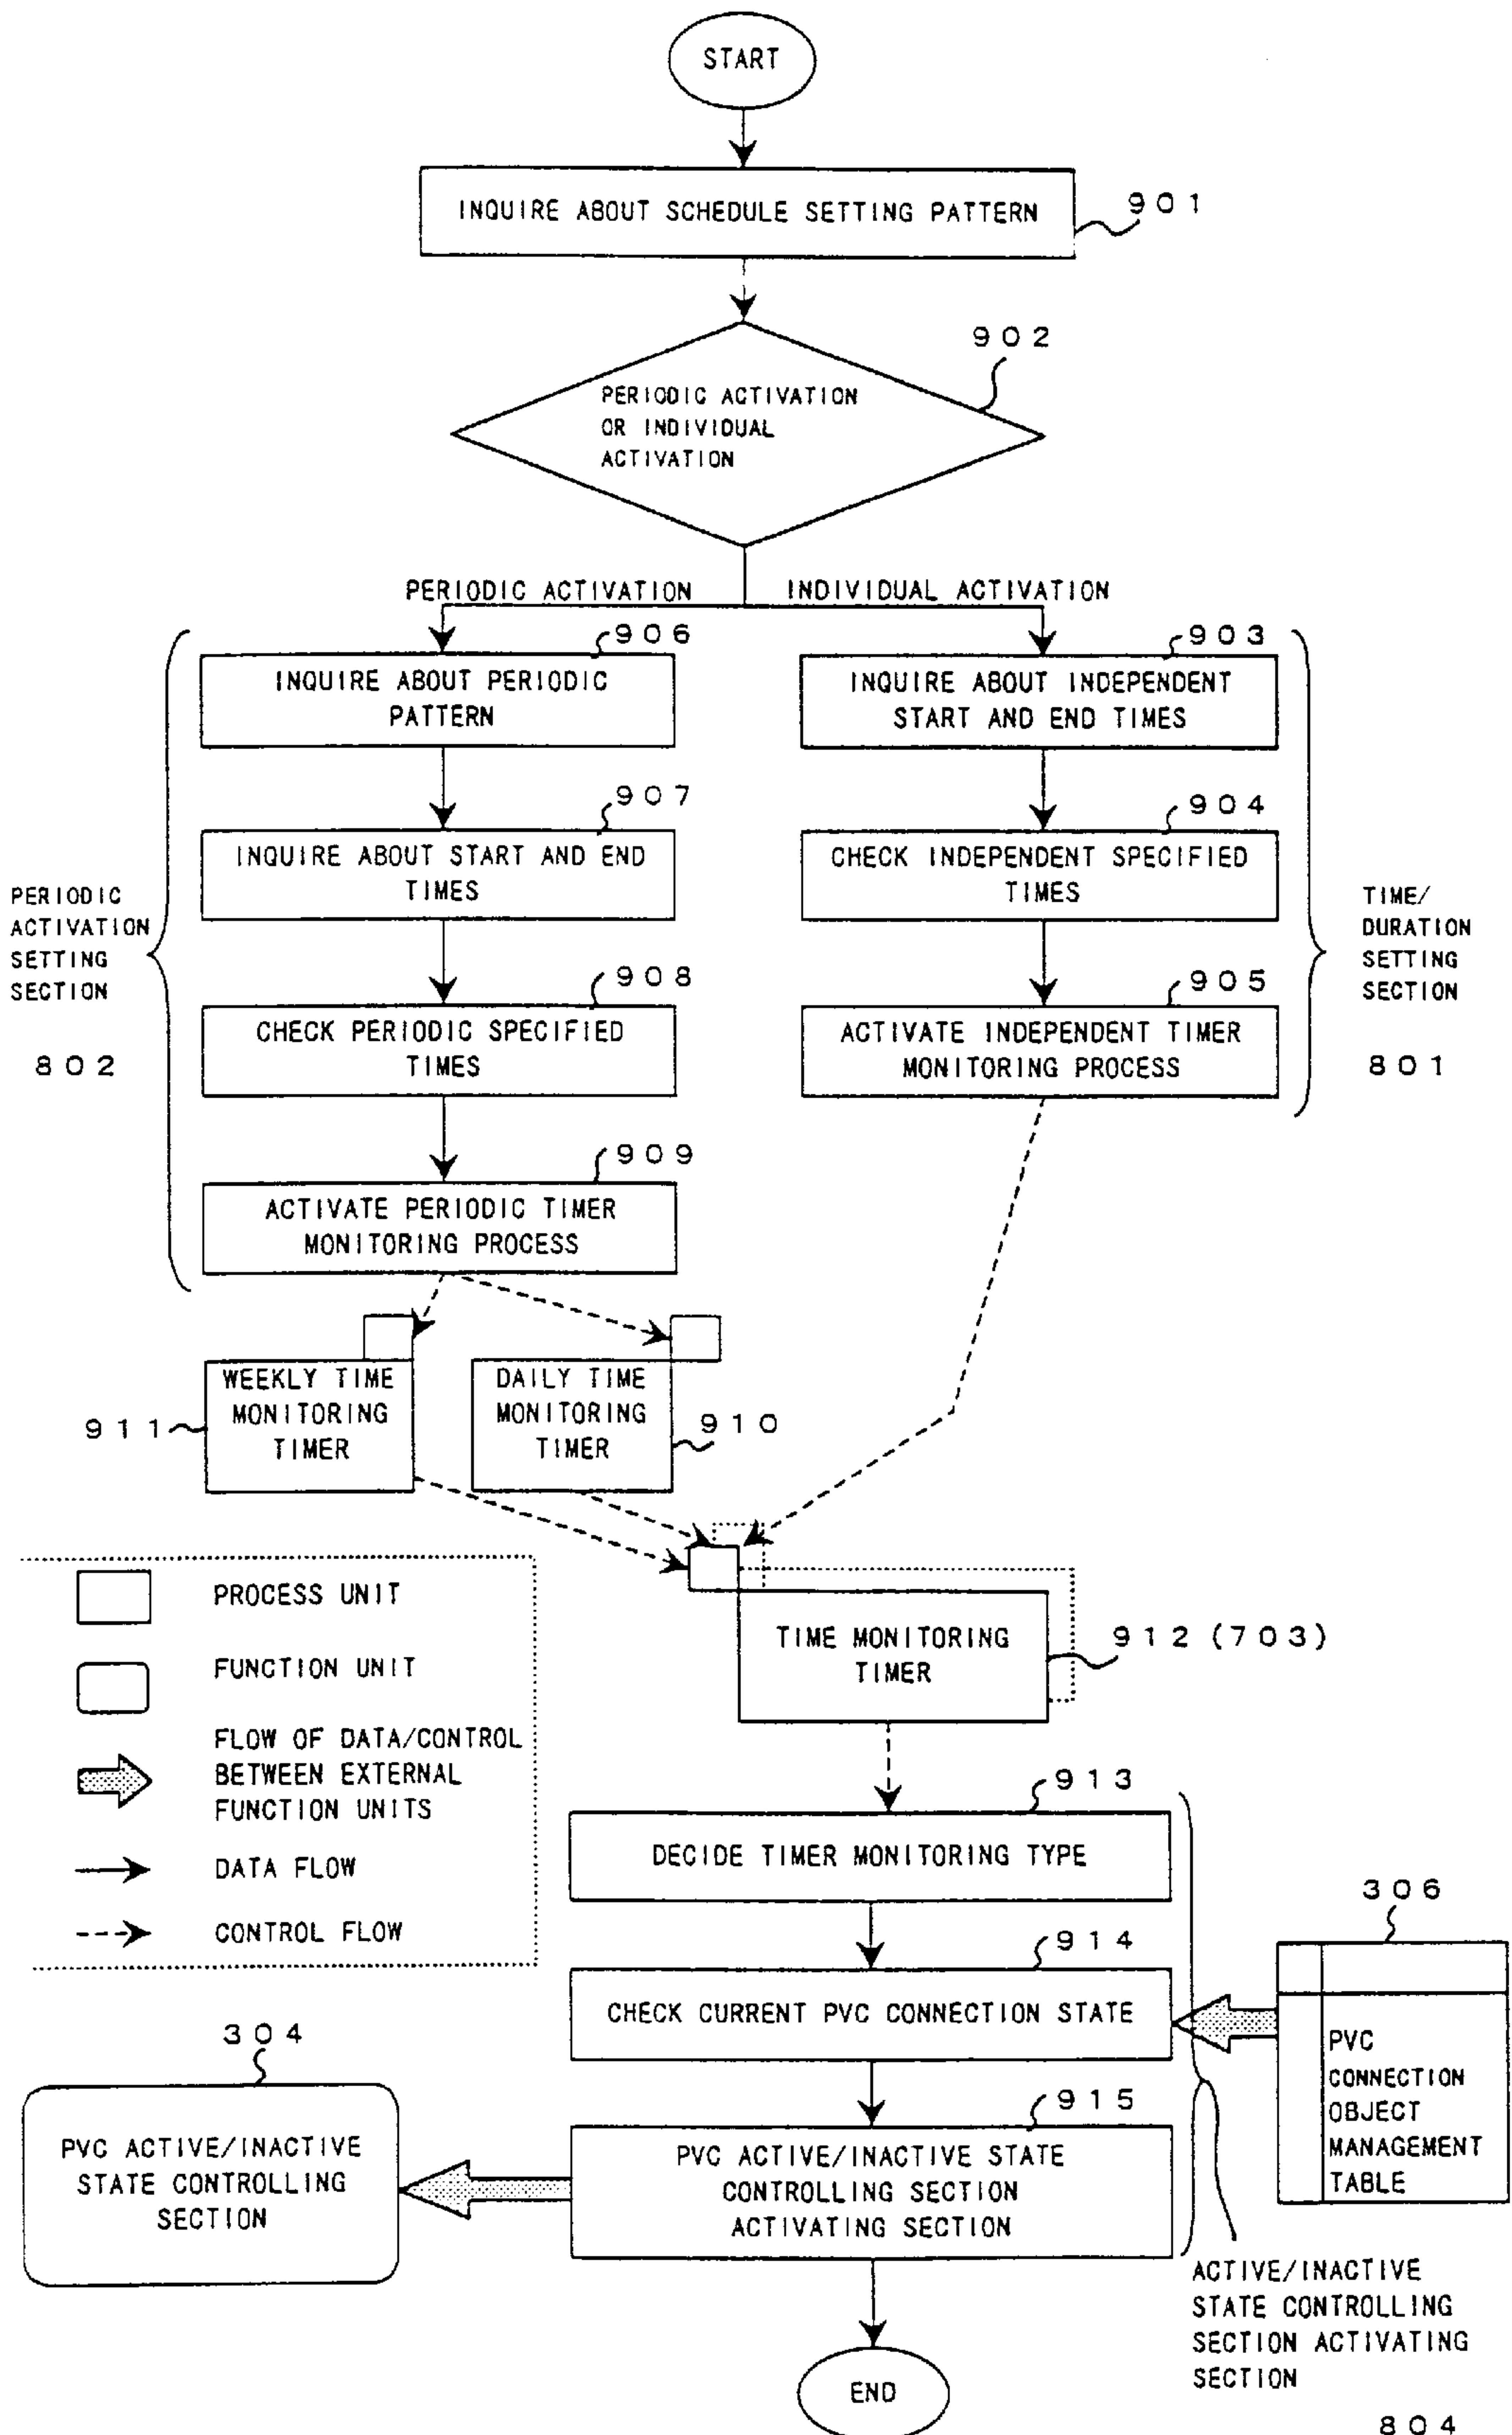 START
INQUIRE ABOUT SCHEDULE SETTING PATTERN
901
902
PERIODIC ACTIVATION
OR INDIVIDUAL
ACTIVATION
PERIODIC ACTIVATION
INDIVIDUAL ACTIVATION
906
INQUIRE ABOUT PERIODIC
PATTERN
903
INQUIRE ABOUT INDEPENDENT
START AND END TIMES
907
INQUIRE ABOUT START AND END
TIMES
904
CHECK INDEPENDENT SPECIFIED
TIMES
PERIODIC
ACTIVATION
SETTING
SECTION
802
TIME/
DURATION
SETTING
SECTION
801
908
CHECK PERIODIC SPECIFIED
TIMES
905
ACTIVATE INDEPENDENT TIMER
MONITORING PROCESS
909
ACTIVATE PERIODIC TIMER
MONITORING PROCESS
WEEKLY TIME
MONITORING
TIMER
911
DAILY TIME
MONITORING
TIMER
910
PROCESS UNIT
FUNCTION UNIT
FLOW OF DATA/CONTROL
BETWEEN EXTERNAL
FUNCTION UNITS
DATA FLOW
CONTROL FLOW
TIME MONITORING
TIMER
912 (703)
913
DECIDE TIMER MONITORING TYPE
914
CHECK CURRENT PVC CONNECTION STATE
306
PVC
CONNECTION
OBJECT
MANAGEMENT
TABLE
304
PVC ACTIVE/INACTIVE
STATE CONTROLLING
SECTION
915
PVC ACTIVE/INACTIVE STATE
CONTROLLING SECTION
ACTIVATING SECTION
ACTIVE/INACTIVE
STATE CONTROLLING
SECTION ACTIVATING
SECTION
804
END